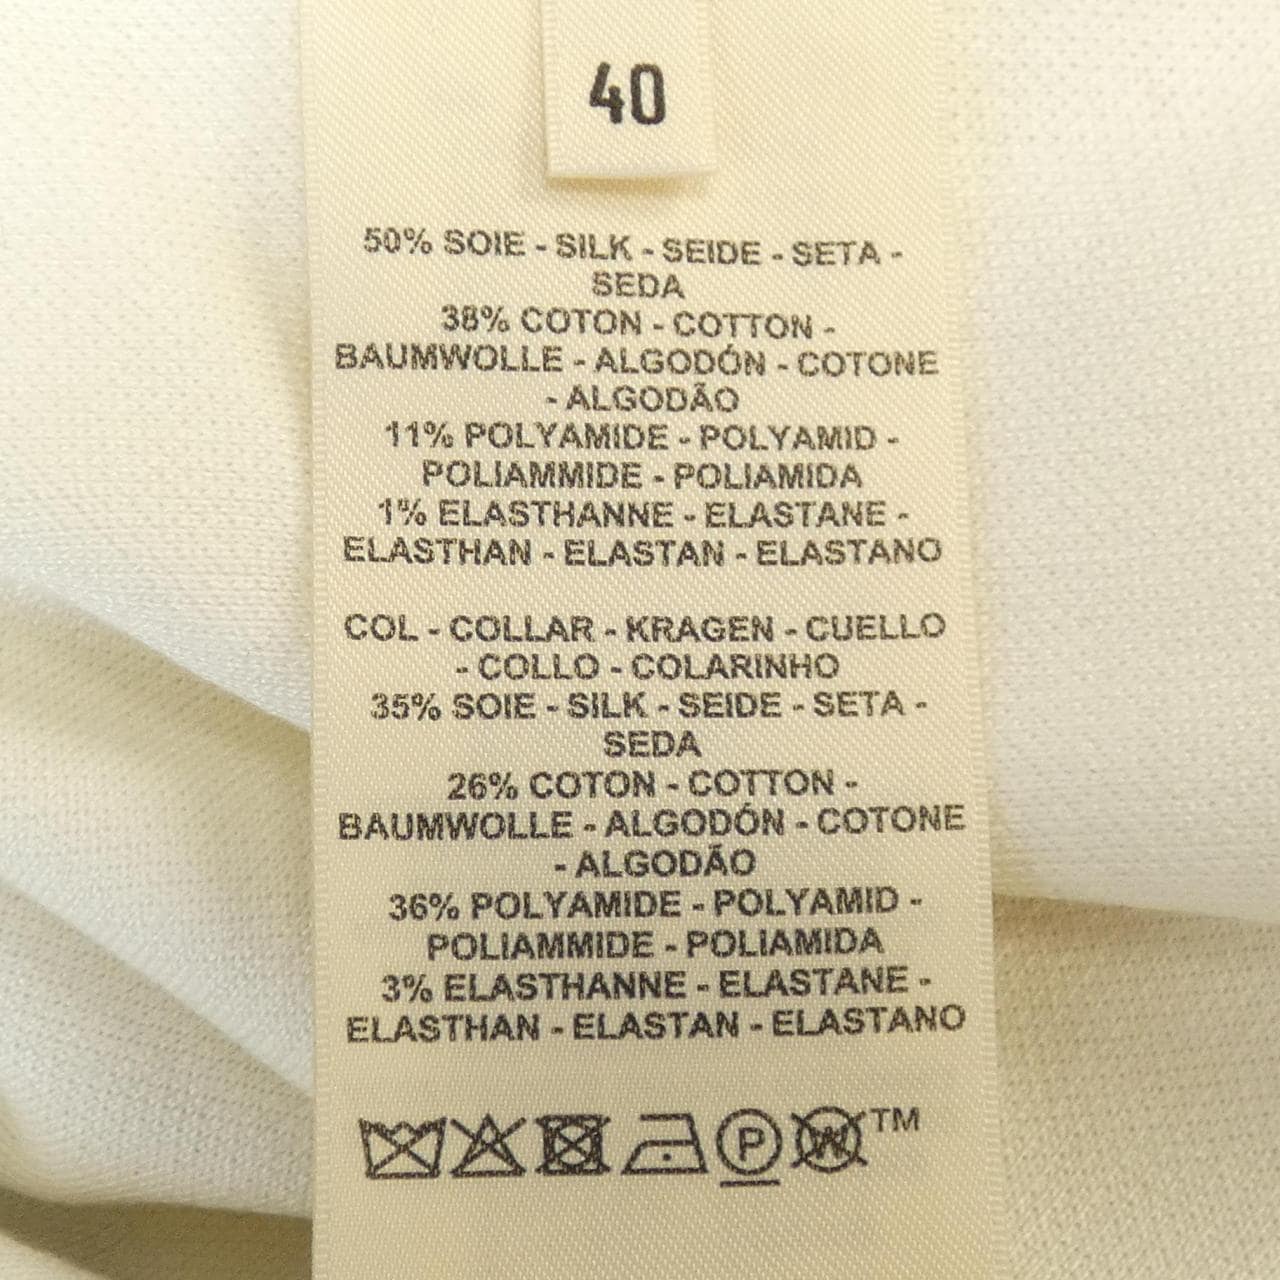 40
50% SOIE - SILK - SEIDE - SETA -
SEDA
38% COTON - COTTON -
BAUMWOLLE - ALGODÓN - COTONE
- ALGODÃO
11% POLYAMIDE - POLYAMID -
POLIAMMIDE - POLIAMIDA
1% ELASTHANNE - ELASTANE -
ELASTHAN - ELASTAN - ELASTANO
COL - COLLAR - KRAGEN - CUELLO
- COLLO - COLARINHO
35% SOIE - SILK - SEIDE - SETA -
SEDA
26% COTON - COTTON -
BAUMWOLLE - ALGODÓN - COTONE
- ALGODÃO
36% POLYAMIDE - POLYAMID -
POLIAMMIDE - POLIAMIDA
3% ELASTHANNE - ELASTANE -
ELASTHAN - ELASTAN - ELASTANO
P W TM